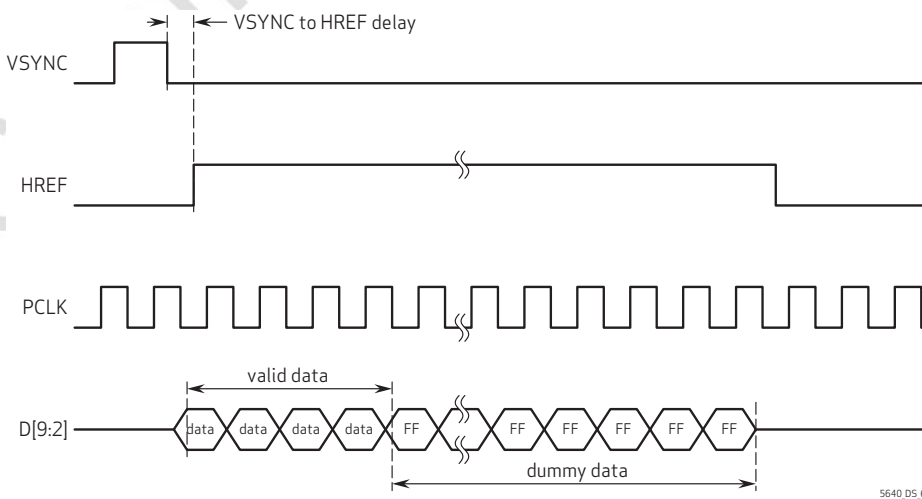 VSYNC to HREF delay
VSYNC
HREF
PCLK
valid data
D[9:2]
data data data data FF FF FF FF FF FF
dummy data
5640_DS_